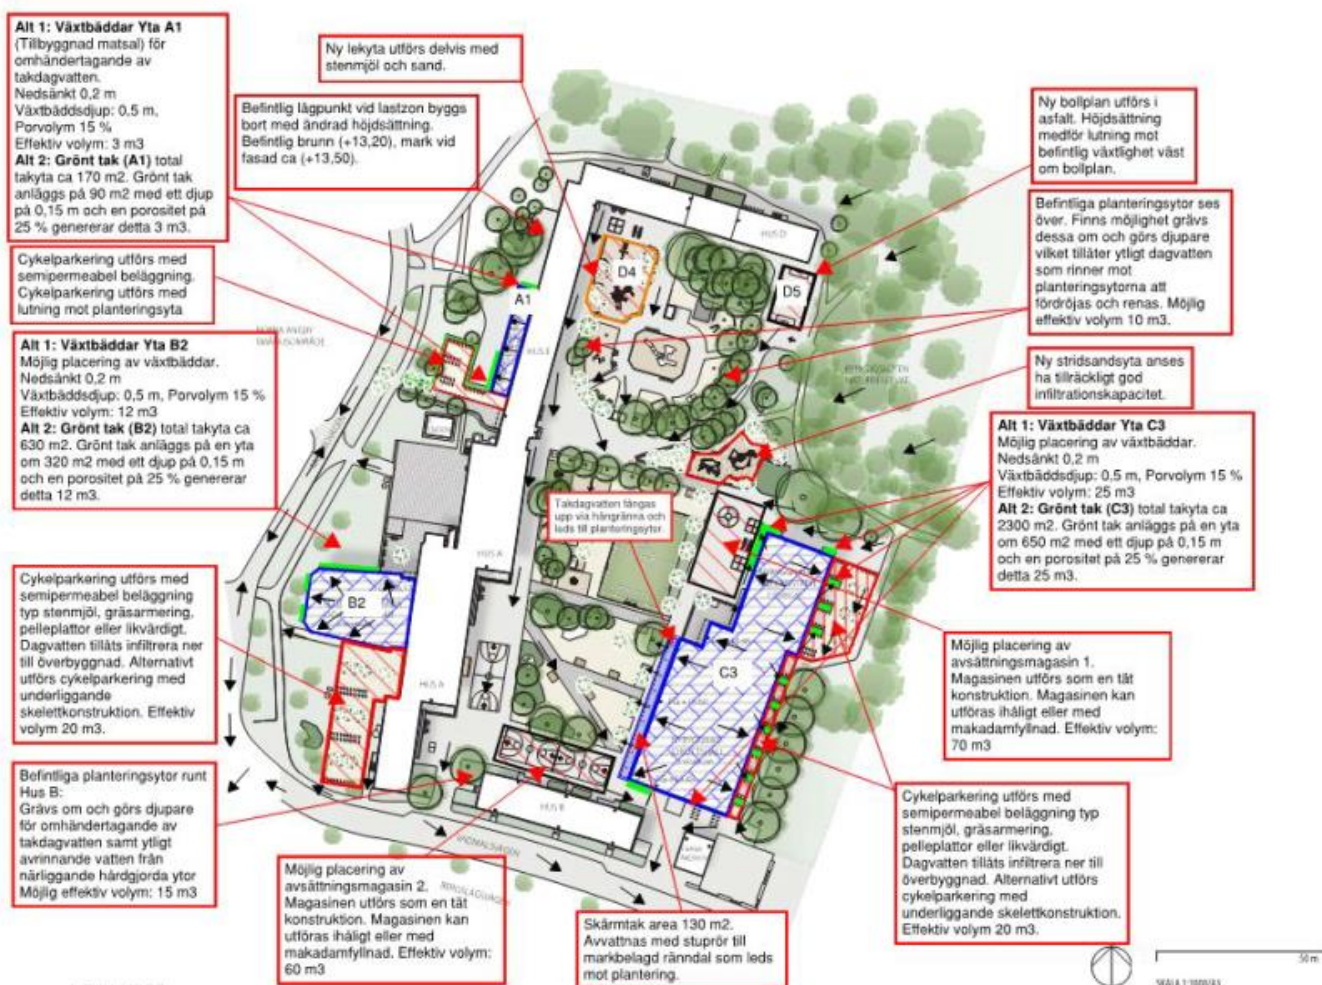 Alt 1: Växtbäddar Yta A1
(Tillbyggnad matsal) för
omhändertagande av
takdagvatten.
Nedsänkt 0,2 m
Växtbäddsdjup: 0,5 m,
Porvolym 15 %
Effektiv volym: 3 m3
Alt 2: Grönt tak (A1) total
takyta ca 170 m2. Grönt tak
anläggs på 90 m2 med ett djup
på 0,15 m och en porositet på
25 % genererar detta 3 m3.
Ny lekyta utförs delvis med
stenmjöl och sand.
Befintlig lågpunkt vid lastzon byggs
bort med ändrad höjdsättning.
Befintlig brunn (+13,20), mark vid
fasad ca (+13,50).
Ny bollplan utförs i
asfalt. Höjdsättning
medför lutning mot
befintlig växtlighet väst
om bollplan.
Befintliga planteringsytor ses
över. Finns möjlighet grävs
dessa om och görs djupare
vilket tillåter ytligt dagvatten
som rinner mot
planteringsytorna att
fördröjas och renas. Möjlig
effektiv volym 10 m3.
Cykelparkering utförs med
semipermeabel beläggning.
Cykelparkering utförs med
lutning mot planteringsyta
Alt 1: Växtbäddar Yta B2
Möjlig placering av växtbäddar.
Nedsänkt 0,2 m
Växtbäddsdjup: 0,5 m, Porvolym 15 %
Effektiv volym: 12 m3
Alt 2: Grönt tak (B2) total takyta ca
630 m2. Grönt tak anläggs på en yta
om 320 m2 med ett djup på 0,15 m
och en porositet på 25 % genererar
detta 12 m3.
Ny stridsandsyta anses
ha tillräckligt god
infiltrationskapacitet.
Alt 1: Växtbäddar Yta C3
Möjlig placering av växtbäddar.
Nedsänkt 0,2 m
Växtbäddsdjup: 0,5 m, Porvolym 15 %
Effektiv volym: 25 m3
Alt 2: Grönt tak (C3) total takyta ca
2300 m2. Grönt tak anläggs på en yta
om 650 m2 med ett djup på 0,15 m
och en porositet på 25 % genererar
detta 25 m3.
Takdagvatten fångas
upp via hängränna och
leds till planteringsytor
Cykelparkering utförs med
semipermeabel beläggning
typ stenmjöl, gräsarmering,
pelleplattor eller likvärdigt.
Dagvatten tillåts infiltrera ner
till överbyggnad. Alternativt
utförs cykelparkering med
underliggande
skelettkonstruktion. Effektiv
volym 20 m3.
Möjlig placering av
avsättningsmagasin 1.
Magasinen utförs som en tät
konstruktion. Magasinen kan
utföras ihåligt eller med
makadamfyllnad. Effektiv volym:
70 m3
Befintliga planteringsytor runt
Hus B:
Grävs om och görs djupare
för omhändertagande av
takdagvatten samt ytligt
avrinnande vatten från
närliggande hårdgjorda ytor
Möjlig effektiv volym: 15 m3
Möjlig placering av
avsättningsmagasin 2.
Magasinen utförs som en tät
konstruktion. Magasinen kan
utföras ihåligt eller med
makadamfyllnad. Effektiv volym:
60 m3
Skärmtak area 130 m2.
Avvattnas med stuprör till
markbelagd ränndal som leds
mot plantering.
Cykelparkering utförs med
semipermeabel beläggning typ
stenmjöl, gräsarmering,
pelleplattor eller likvärdigt.
Dagvatten tillåts infiltrera ner till
överbyggnad. Alternativt utförs
cykelparkering med
underliggande skelettkonstruktion.
Effektiv volym 20 m3.
A1
D4
D5
B2
C3
HUS D
HUS E
HUS A
HUS A
HUS B
VADMALSVÄGEN
50 m